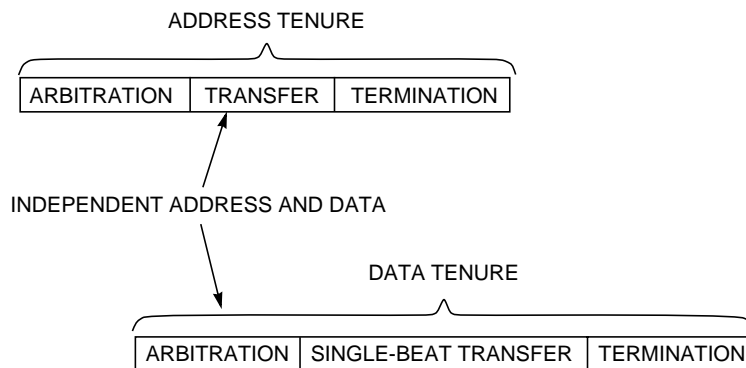 ADDRESS TENURE
ARBITRATION TRANSFER TERMINATION
INDEPENDENT ADDRESS AND DATA
DATA TENURE
ARBITRATION SINGLE-BEAT TRANSFER TERMINATION